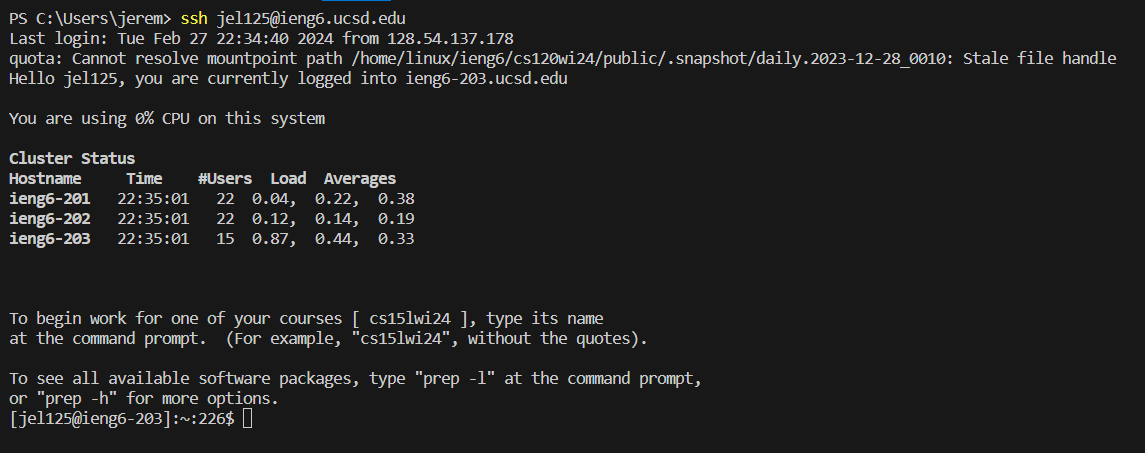 PS C:\Users\jerem> ssh jel125@ieng6.ucsd.edu
Last login: Tue Feb 27 22:34:40 2024 from 128.54.137.178
quota: Cannot resolve mountpoint path /home/linux/ieng6/cs120wi24/public/.snapshot/daily.2023-12-28_0010: Stale file handle
Hello jel125, you are currently logged into ieng6-203.ucsd.edu
You are using 0% CPU on this system
Cluster Status
Hostname     Time    #Users  Load  Averages
ieng6-201   22:35:01   22  0.04,  0.22,  0.38
ieng6-202   22:35:01   22  0.12,  0.14,  0.19
ieng6-203   22:35:01   15  0.87,  0.44,  0.33
To begin work for one of your courses [ cs15lwi24 ], type its name
at the command prompt.  (For example, "cs15lwi24", without the quotes).
To see all available software packages, type "prep -l" at the command prompt,
or "prep -h" for more options.
[jel125@ieng6-203]:~:226$